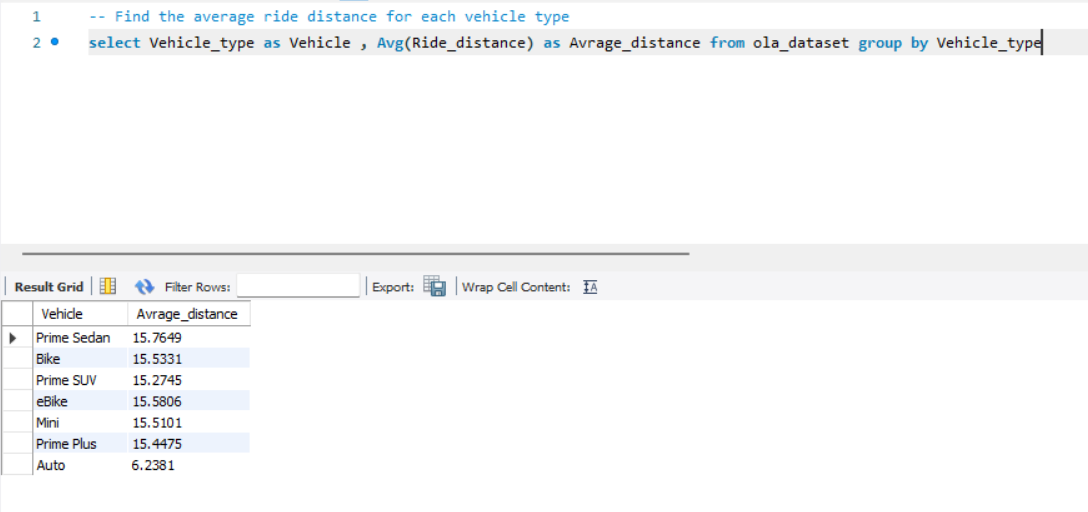 1 -- Find the average ride distance for each vehicle type
2 select Vehicle_type as Vehicle , Avg(Ride_distance) as Avrage_distance from ola_dataset group by Vehicle_type
Result Grid Filter Rows: Export: Wrap Cell Content: IA
Vehicle Avrage_distance
Prime Sedan 15.7649
Bike 15.5331
Prime SUV 15.2745
eBike 15.5806
Mini 15.5101
Prime Plus 15.4475
Auto 6.2381